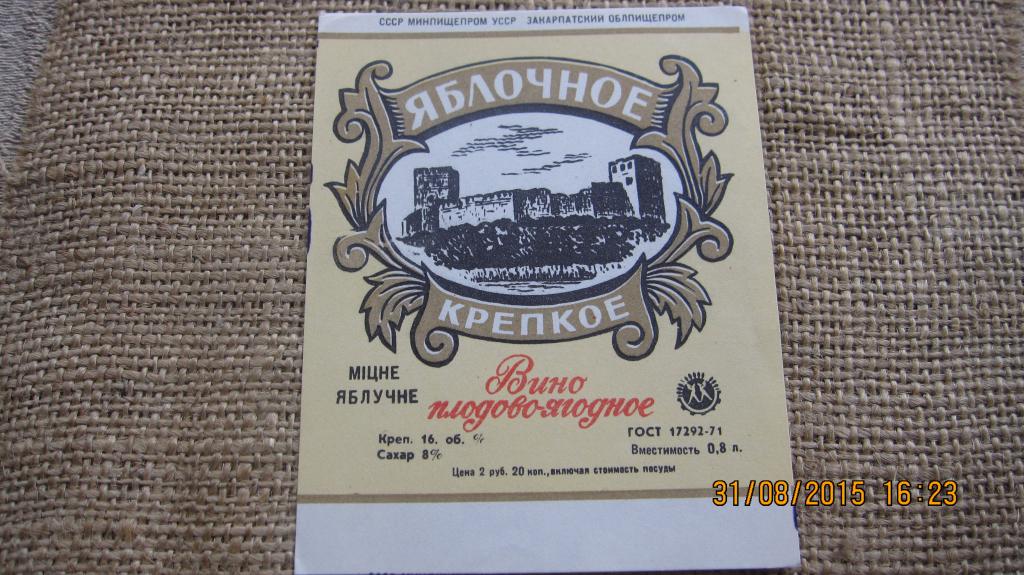 СССР МИНПИЩЕПРОМ УССР ЗАКАРПАТСКИЙ ОБЛПИЩЕПРОМ
ЯБЛОЧНОЕ
КРЕПКОЕ
МІЦНЕ
ЯБЛУЧНЕ
Вино
плодово-ягодное
Креп. 16. об. %
Сахар 8%
ГОСТ 17292-71
Вместимость 0,8 л.
Цена 2 руб. 20 коп., включая стоимость посуды
31/08/2015 16:23